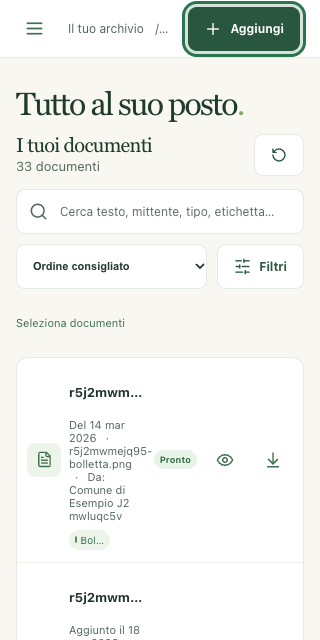 Il tuo archivio /...
Aggiungi
Tutto al suo posto.
I tuoi documenti
33 documenti
Cerca testo, mittente, tipo, etichetta...
Ordine consigliato
Filtri
Seleziona documenti
r5j2mwm...
Del 14 mar
2026 ·
r5j2mwmejq95-
bolletta.png
· Da:
Comune di
Esempio J2
mwluqc5v
Pronto
Bol...
r5j2mwm...
Aggiunto il 18